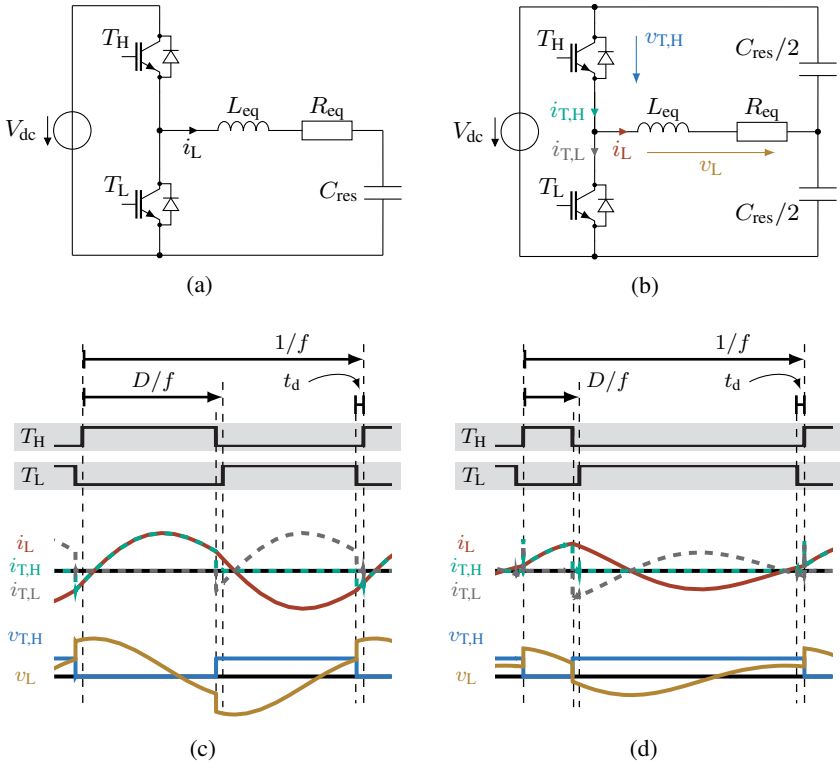 T_H
V_dc
L_eq
R_eq
i_L
T_L
C_res
(a)
T_H
v_T,H
C_res/2
i_T,H
L_eq
R_eq
V_dc
i_T,L
i_L
v_L
T_L
C_res/2
(b)
1/f
D/f
t_d
T_H
T_L
i_L
i_T,H
i_T,L
v_T,H
v_L
(c)
1/f
D/f
t_d
T_H
T_L
i_L
i_T,H
i_T,L
v_T,H
v_L
(d)